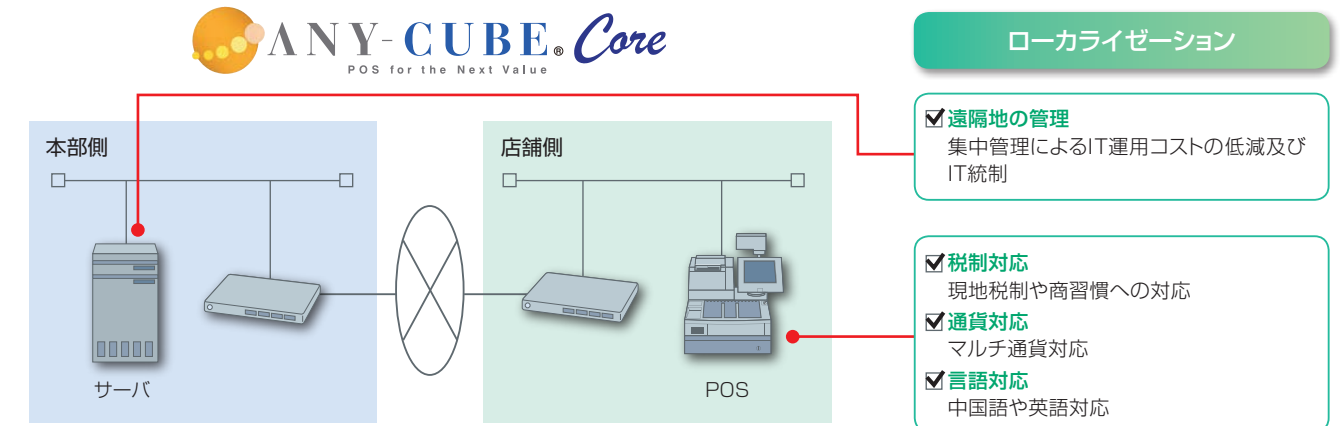 ANY-CUBE® Core
POS for the Next Value
ローカライゼーション
本部側
サーバ
店舗側
POS
遠隔地の管理
集中管理によるIT運用コストの低減及び
IT統制
税制対応
現地税制や商習慣への対応
通貨対応
マルチ通貨対応
言語対応
中国語や英語対応